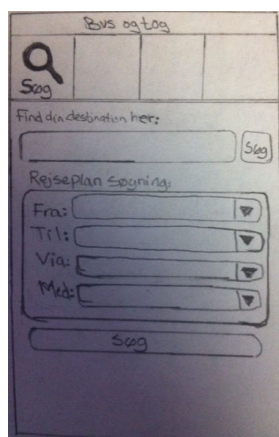 Bus og tog
Søg
Find din destination her:
Søg
Rejseplan søgning:
Fra:
Til:
Via:
Med:
Søg